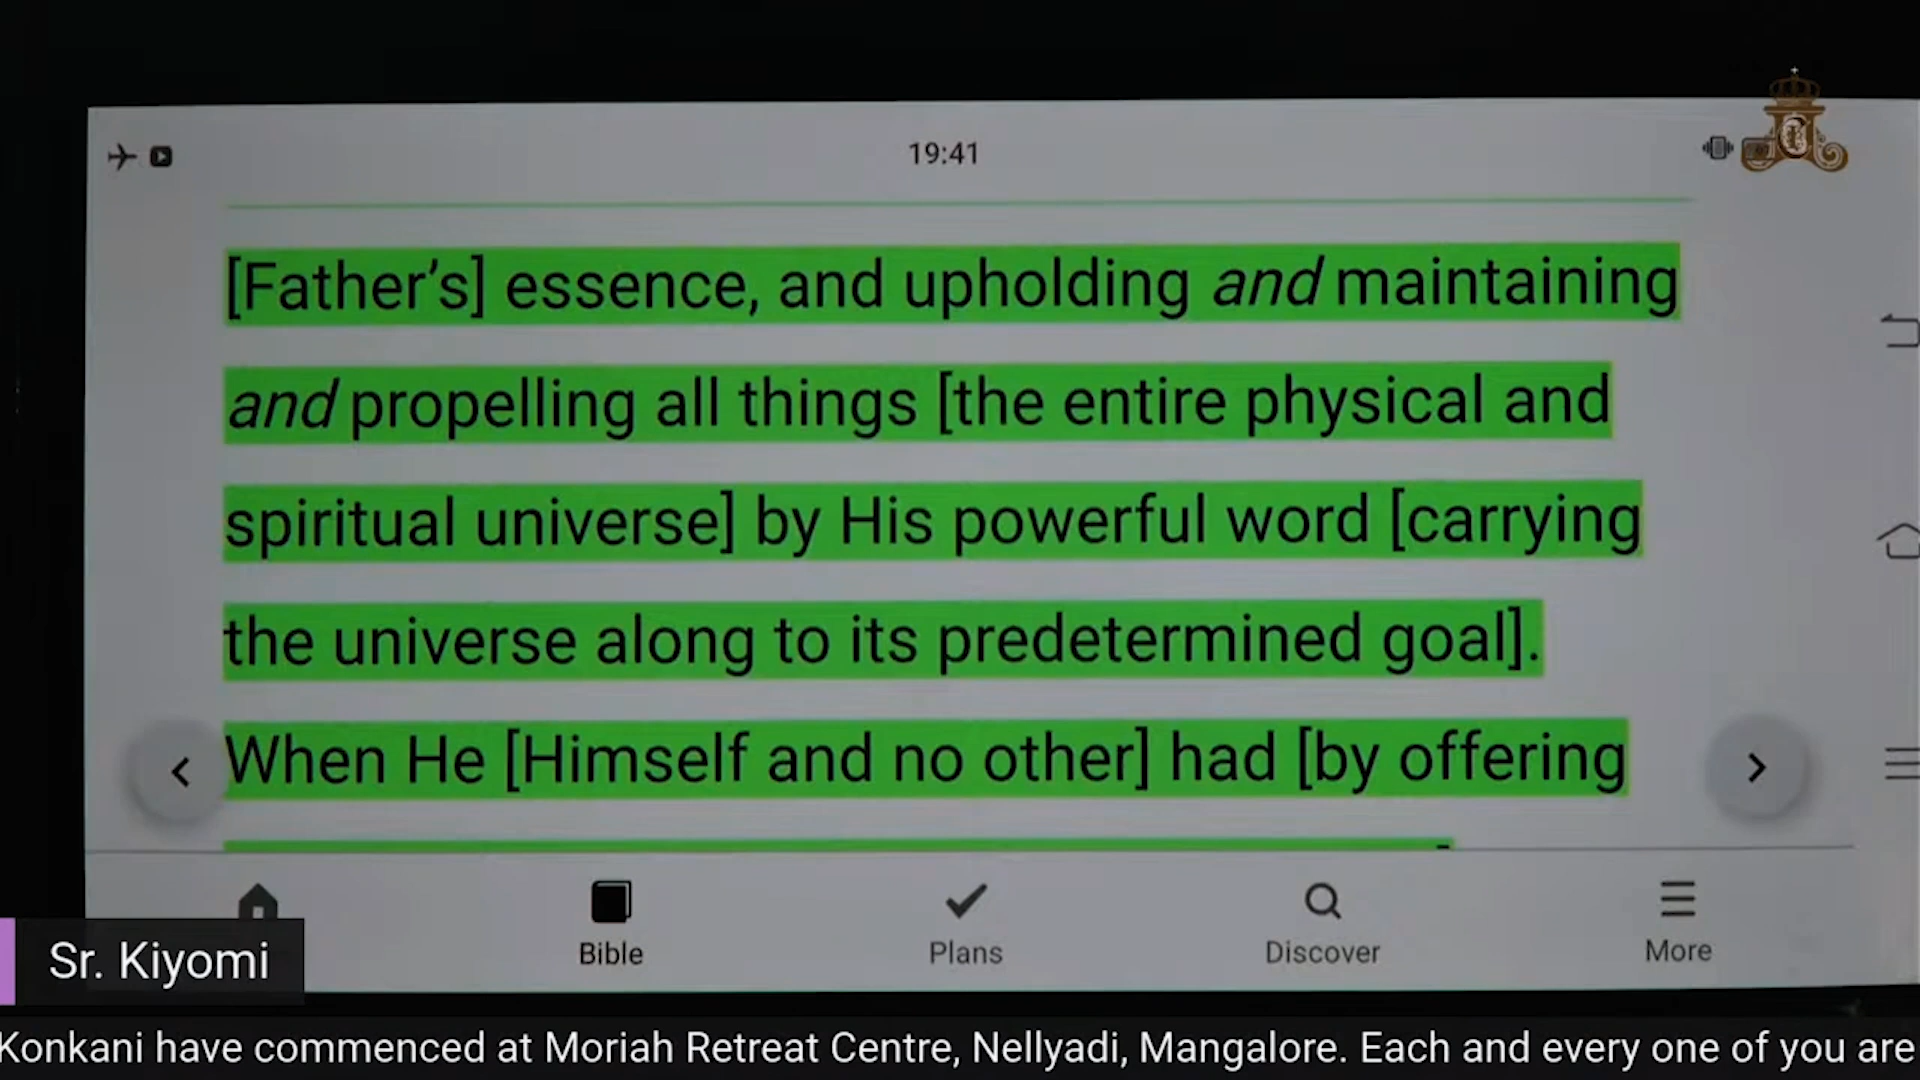 19:41
[Father’s] essence, and upholding and maintaining
and propelling all things [the entire physical and
spiritual universe] by His powerful word [carrying
the universe along to its predetermined goal].
When He [Himself and no other] had [by offering
Bible
Plans
Discover
More
Sr. Kiyomi
Konkani have commenced at Moriah Retreat Centre, Nellyadi, Mangalore. Each and every one of you are